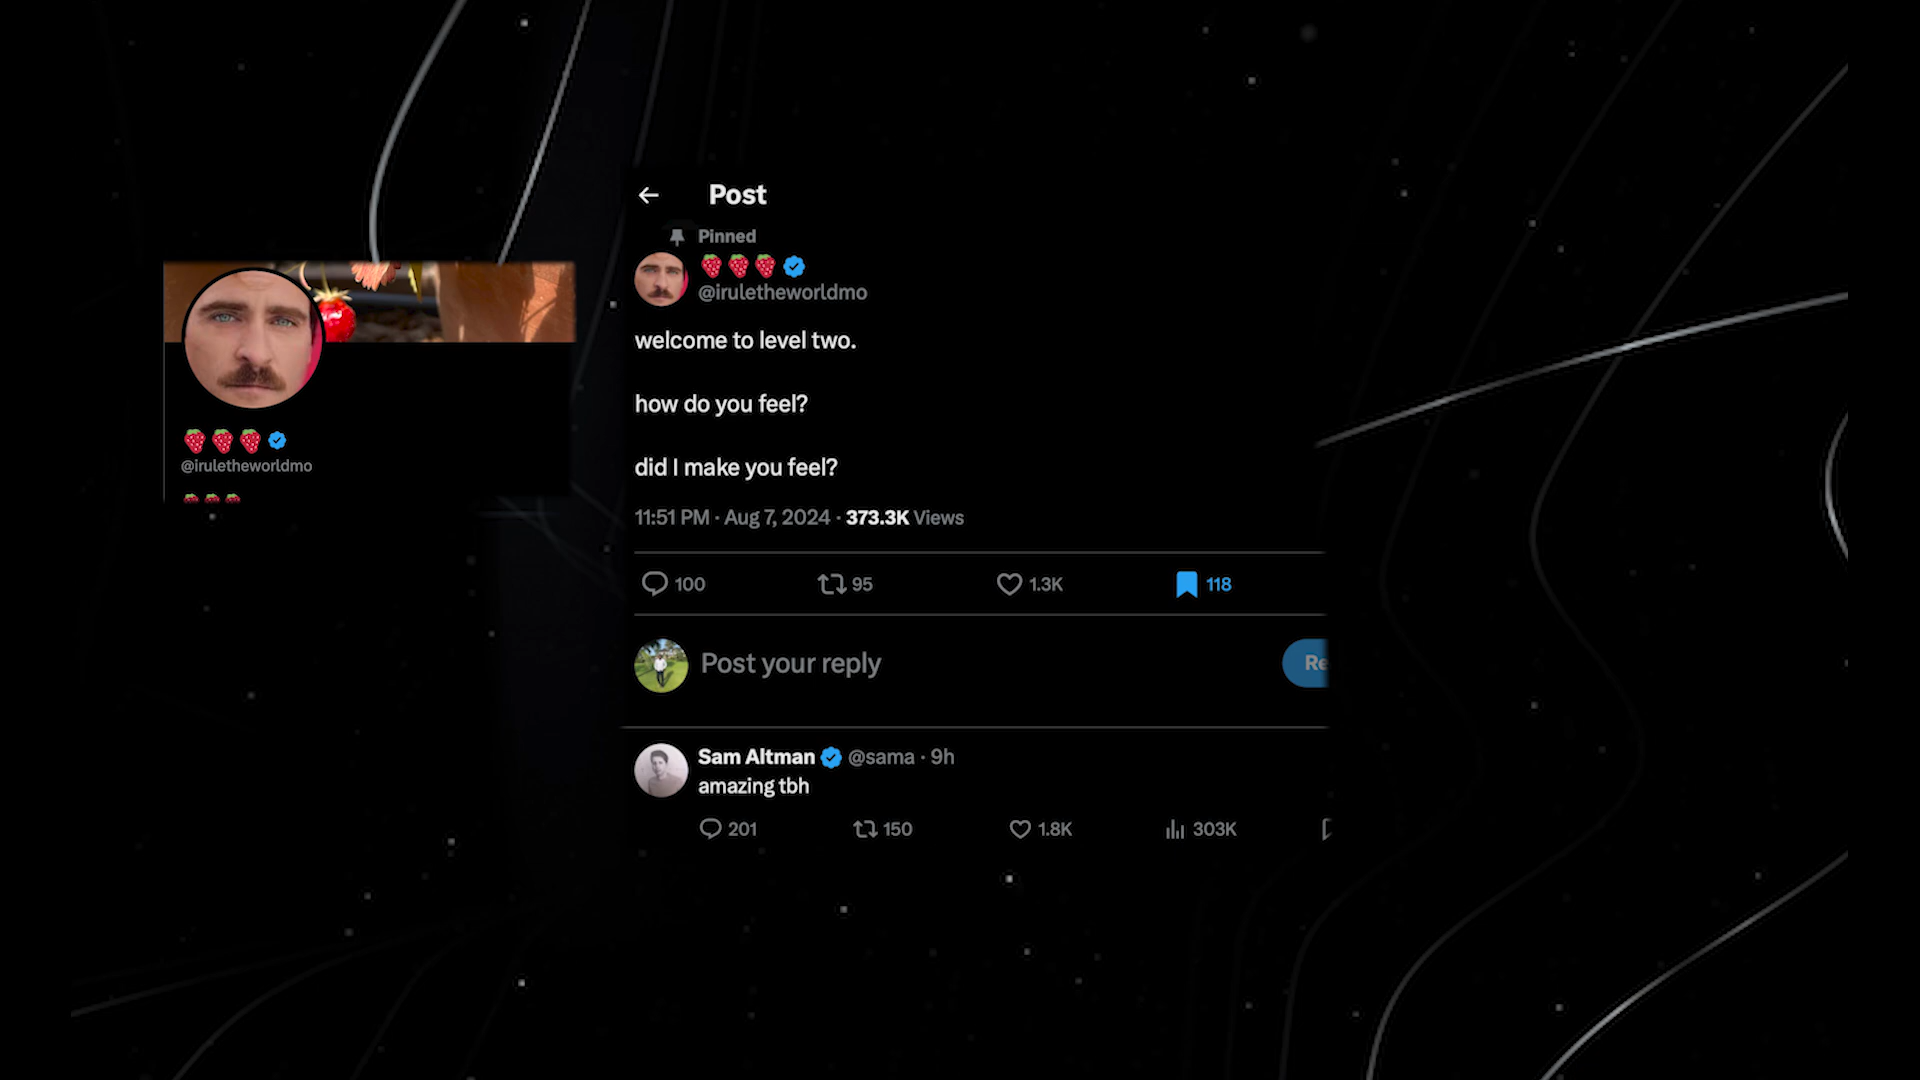 🍓🍓🍓
@iruletheworldmo
🍓🍓🍓
Post
Pinned
🍓🍓🍓
@iruletheworldmo
welcome to level two.
how do you feel?
did I make you feel?
11:51 PM · Aug 7, 2024 · 373.3K Views
100 95 1.3K 118
Post your reply
Re
Sam Altman @sama · 9h
amazing tbh
201 150 1.8K 303K